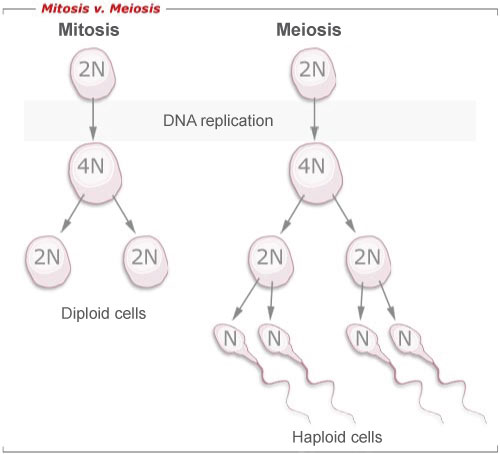 Mitosis v. Meiosis
Mitosis Meiosis
2N 2N
DNA replication
4N 4N
2N 2N 2N 2N
Diploid cells
N N N N
Haploid cells